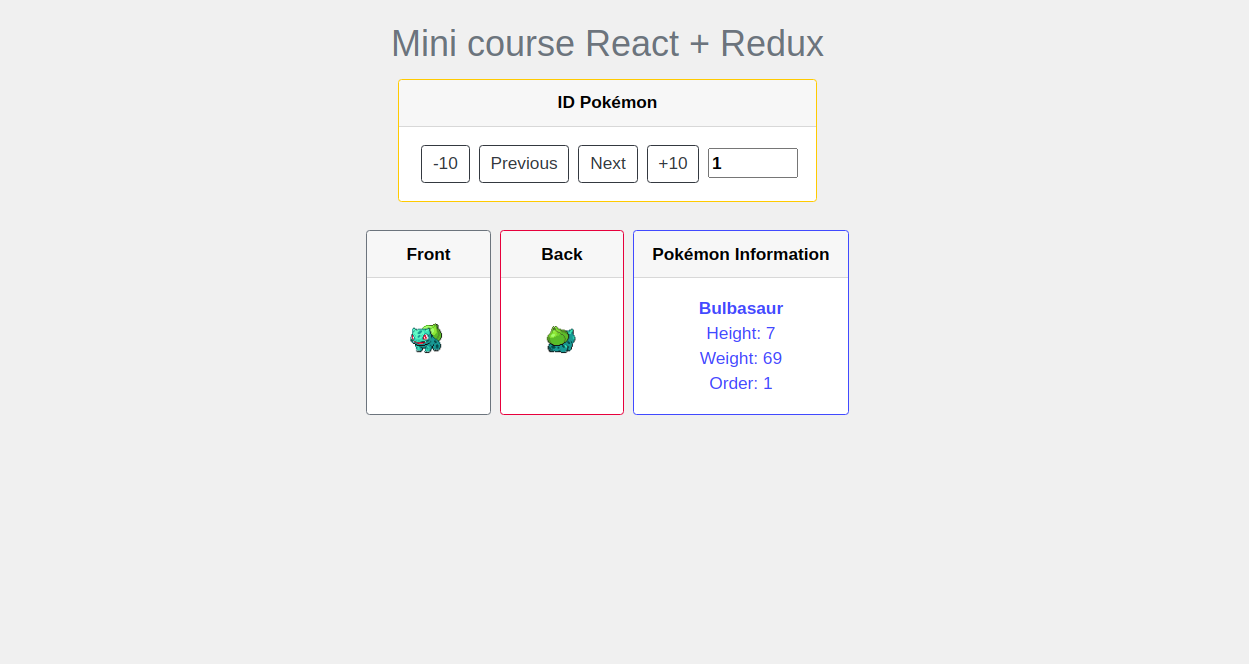 Mini course React + Redux
ID Pokémon
-10 Previous Next +10 1
Front
Back
Pokémon Information
Bulbasaur
Height: 7
Weight: 69
Order: 1